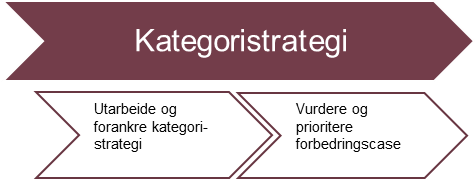 Kategoristrategi
Utarbeide og
forankre kategori-
strategi
Vurdere og
prioritere
forbedringscase